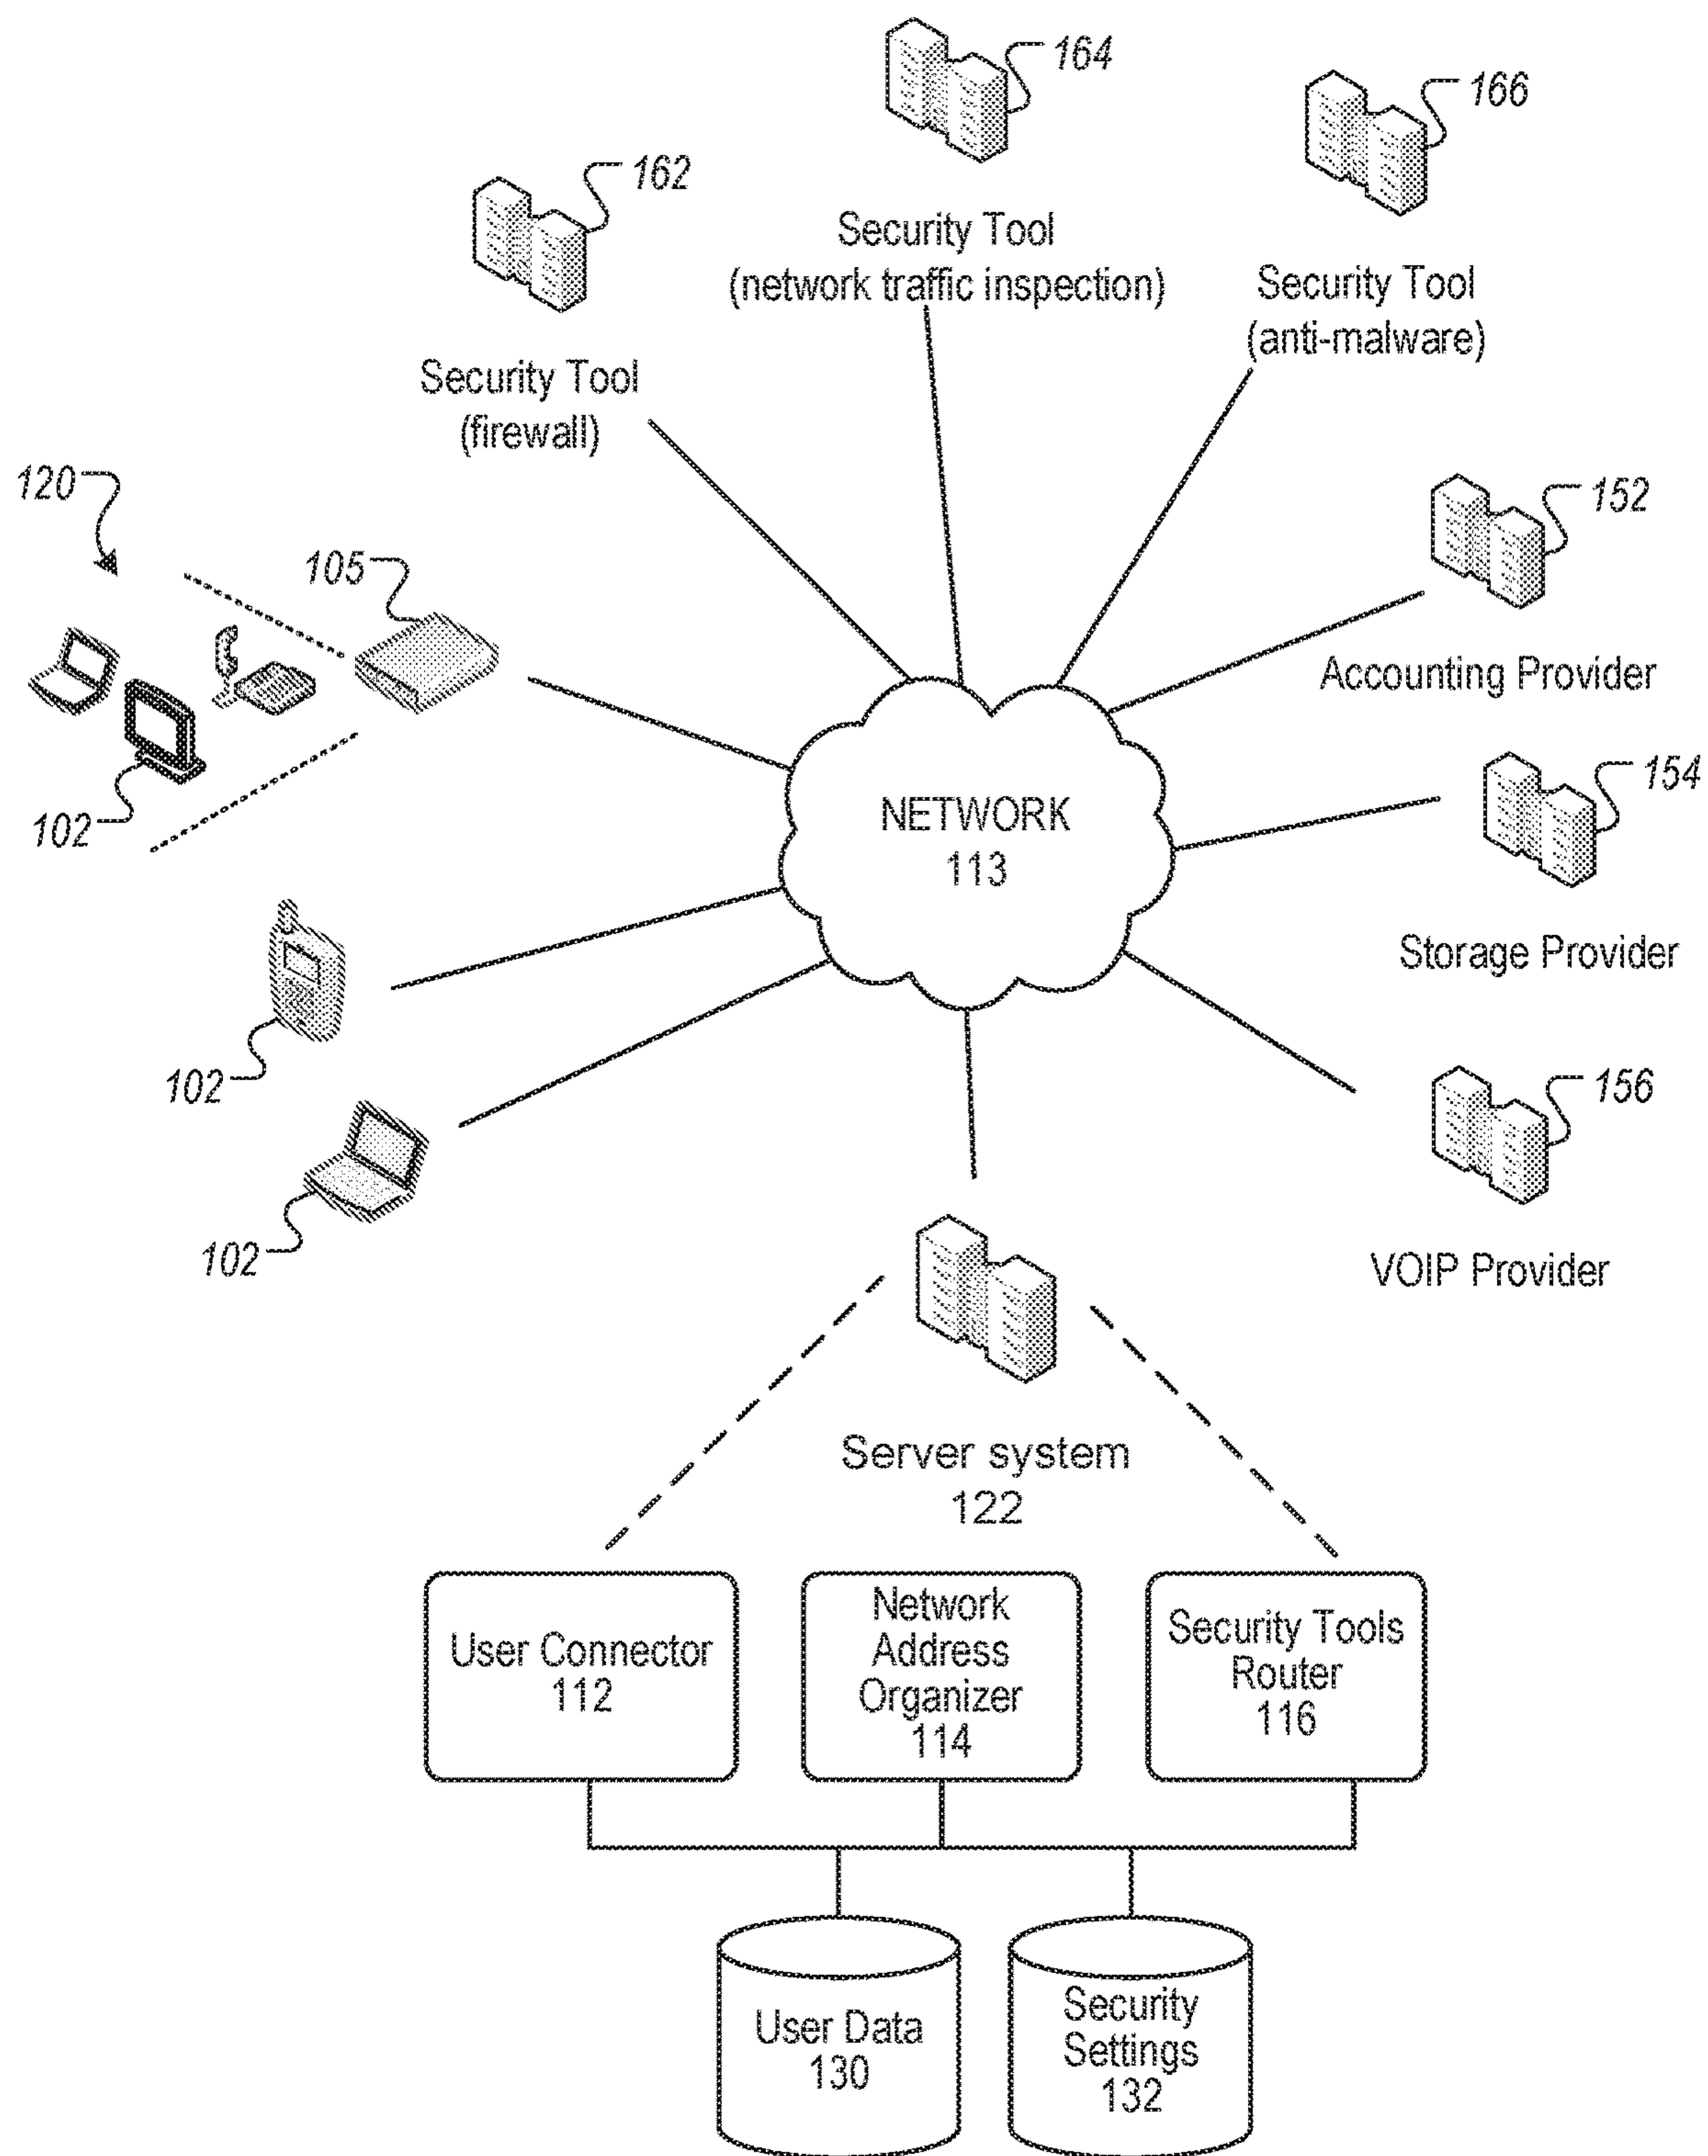 164
166
162
Security Tool
(network traffic inspection)
Security Tool
(anti-malware)
Security Tool
(firewall)
120
152
105
Accounting Provider
102
NETWORK
113
154
Storage Provider
102
156
102
VOIP Provider
Server system
122
User Connector
112
Network
Address
Organizer
114
Security Tools
Router
116
User Data
130
Security
Settings
132